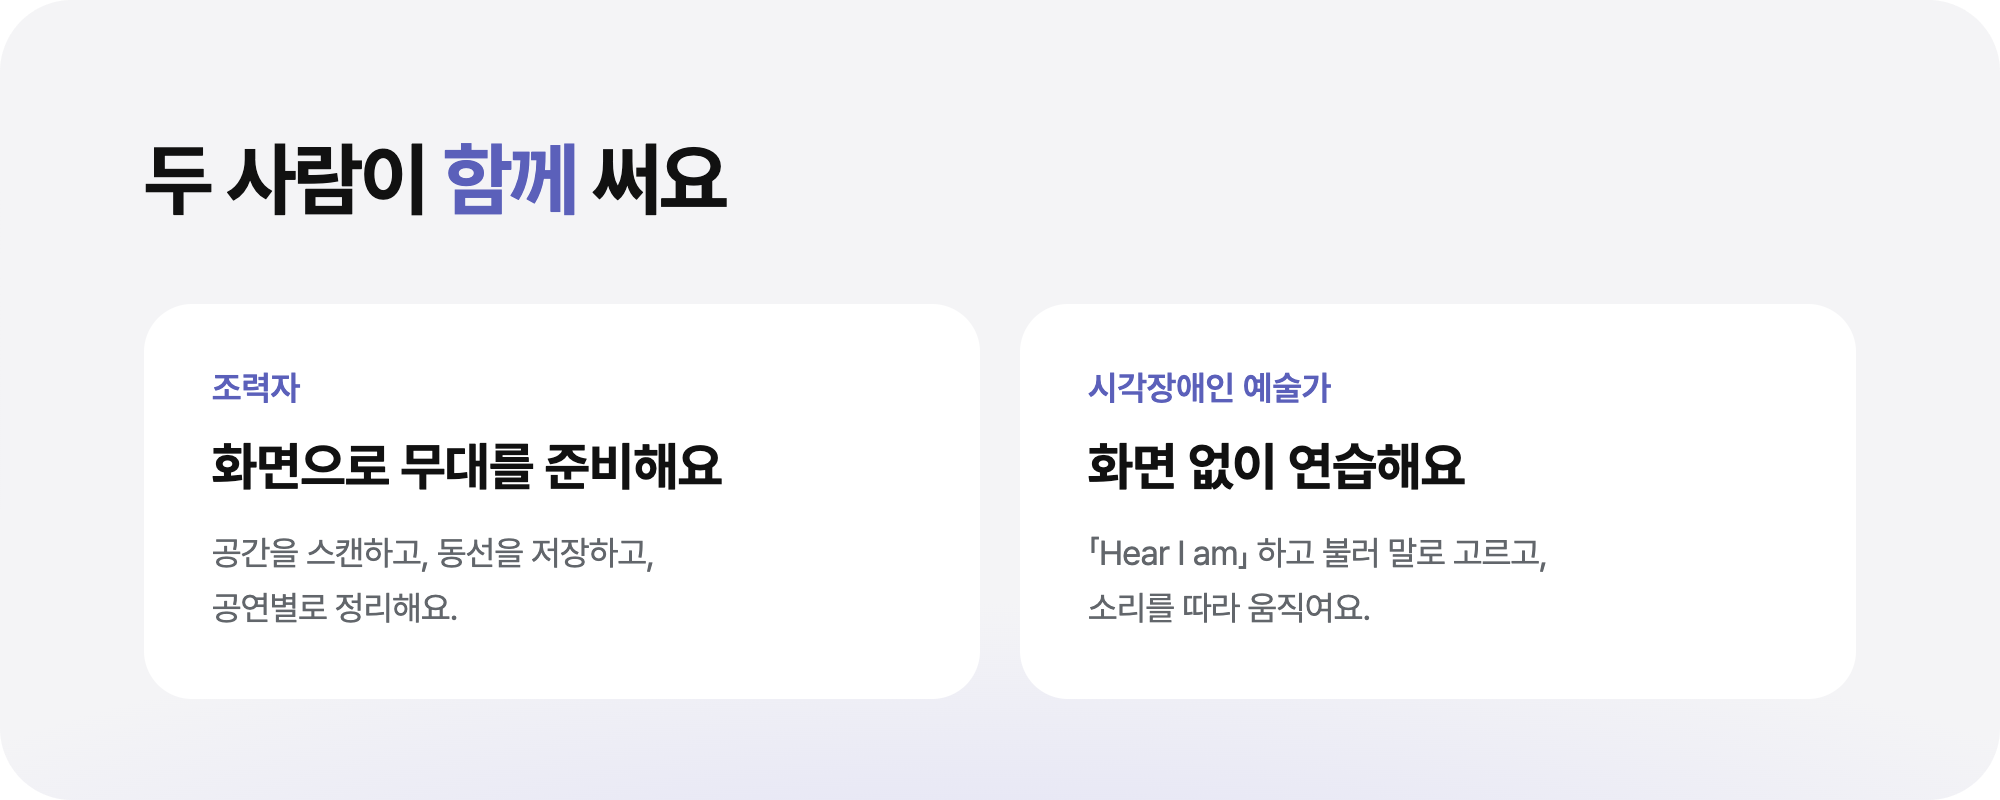 두 사람이 함께 써요
조력자
화면으로 무대를 준비해요
공간을 스캔하고, 동선을 저장하고,
공연별로 정리해요.
시각장애인 예술가
화면 없이 연습해요
「Hear I am」 하고 불러 말로 고르고,
소리를 따라 움직여요.